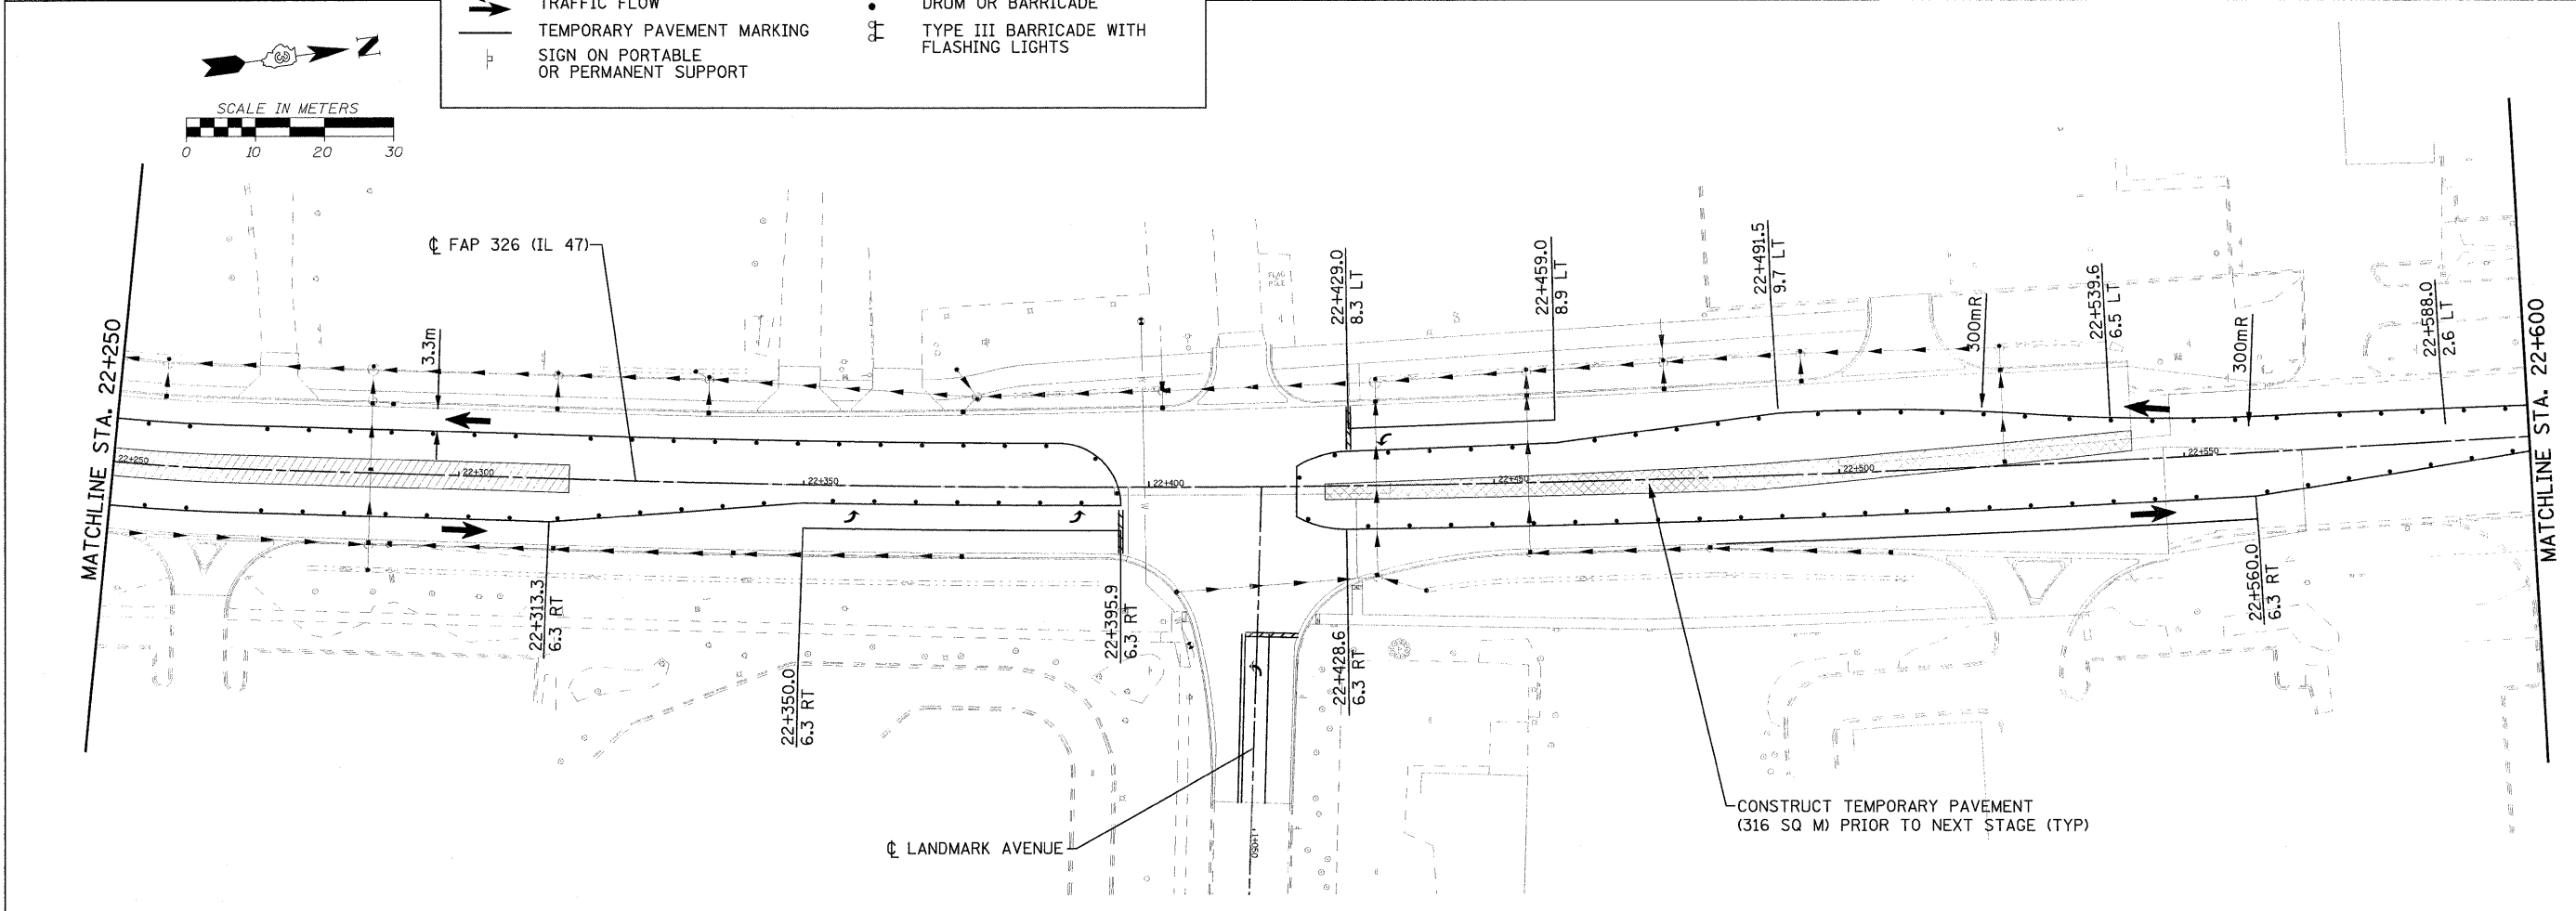 TRAFFIC FLOW
DRUM OR BARRICADE
TEMPORARY PAVEMENT MARKING
TYPE III BARRICADE WITH
FLASHING LIGHTS
SIGN ON PORTABLE
OR PERMANENT SUPPORT
N
3
SCALE IN METERS
0 10 20 30
MATCHLINE STA. 22+250
℄ FAP 326 (IL 47)
3.3m
FLAG
POLE
22+429.0
8.3 LT
22+459.0
8.9 LT
22+491.5
9.7 LT
300mR
22+539.6
6.5 LT
300mR
22+588.0
2.6 LT
MATCHLINE STA. 22+600
22+250
22+300
22+350
22+400
22+450
22+500
22+550
22+313.3
6.3 RT
22+350.0
6.3 RT
22+395.9
6.3 RT
22+428.6
6.3 RT
22+560.0
6.3 RT
1+050
℄ LANDMARK AVENUE
CONSTRUCT TEMPORARY PAVEMENT
(316 SQ M) PRIOR TO NEXT STAGE (TYP)